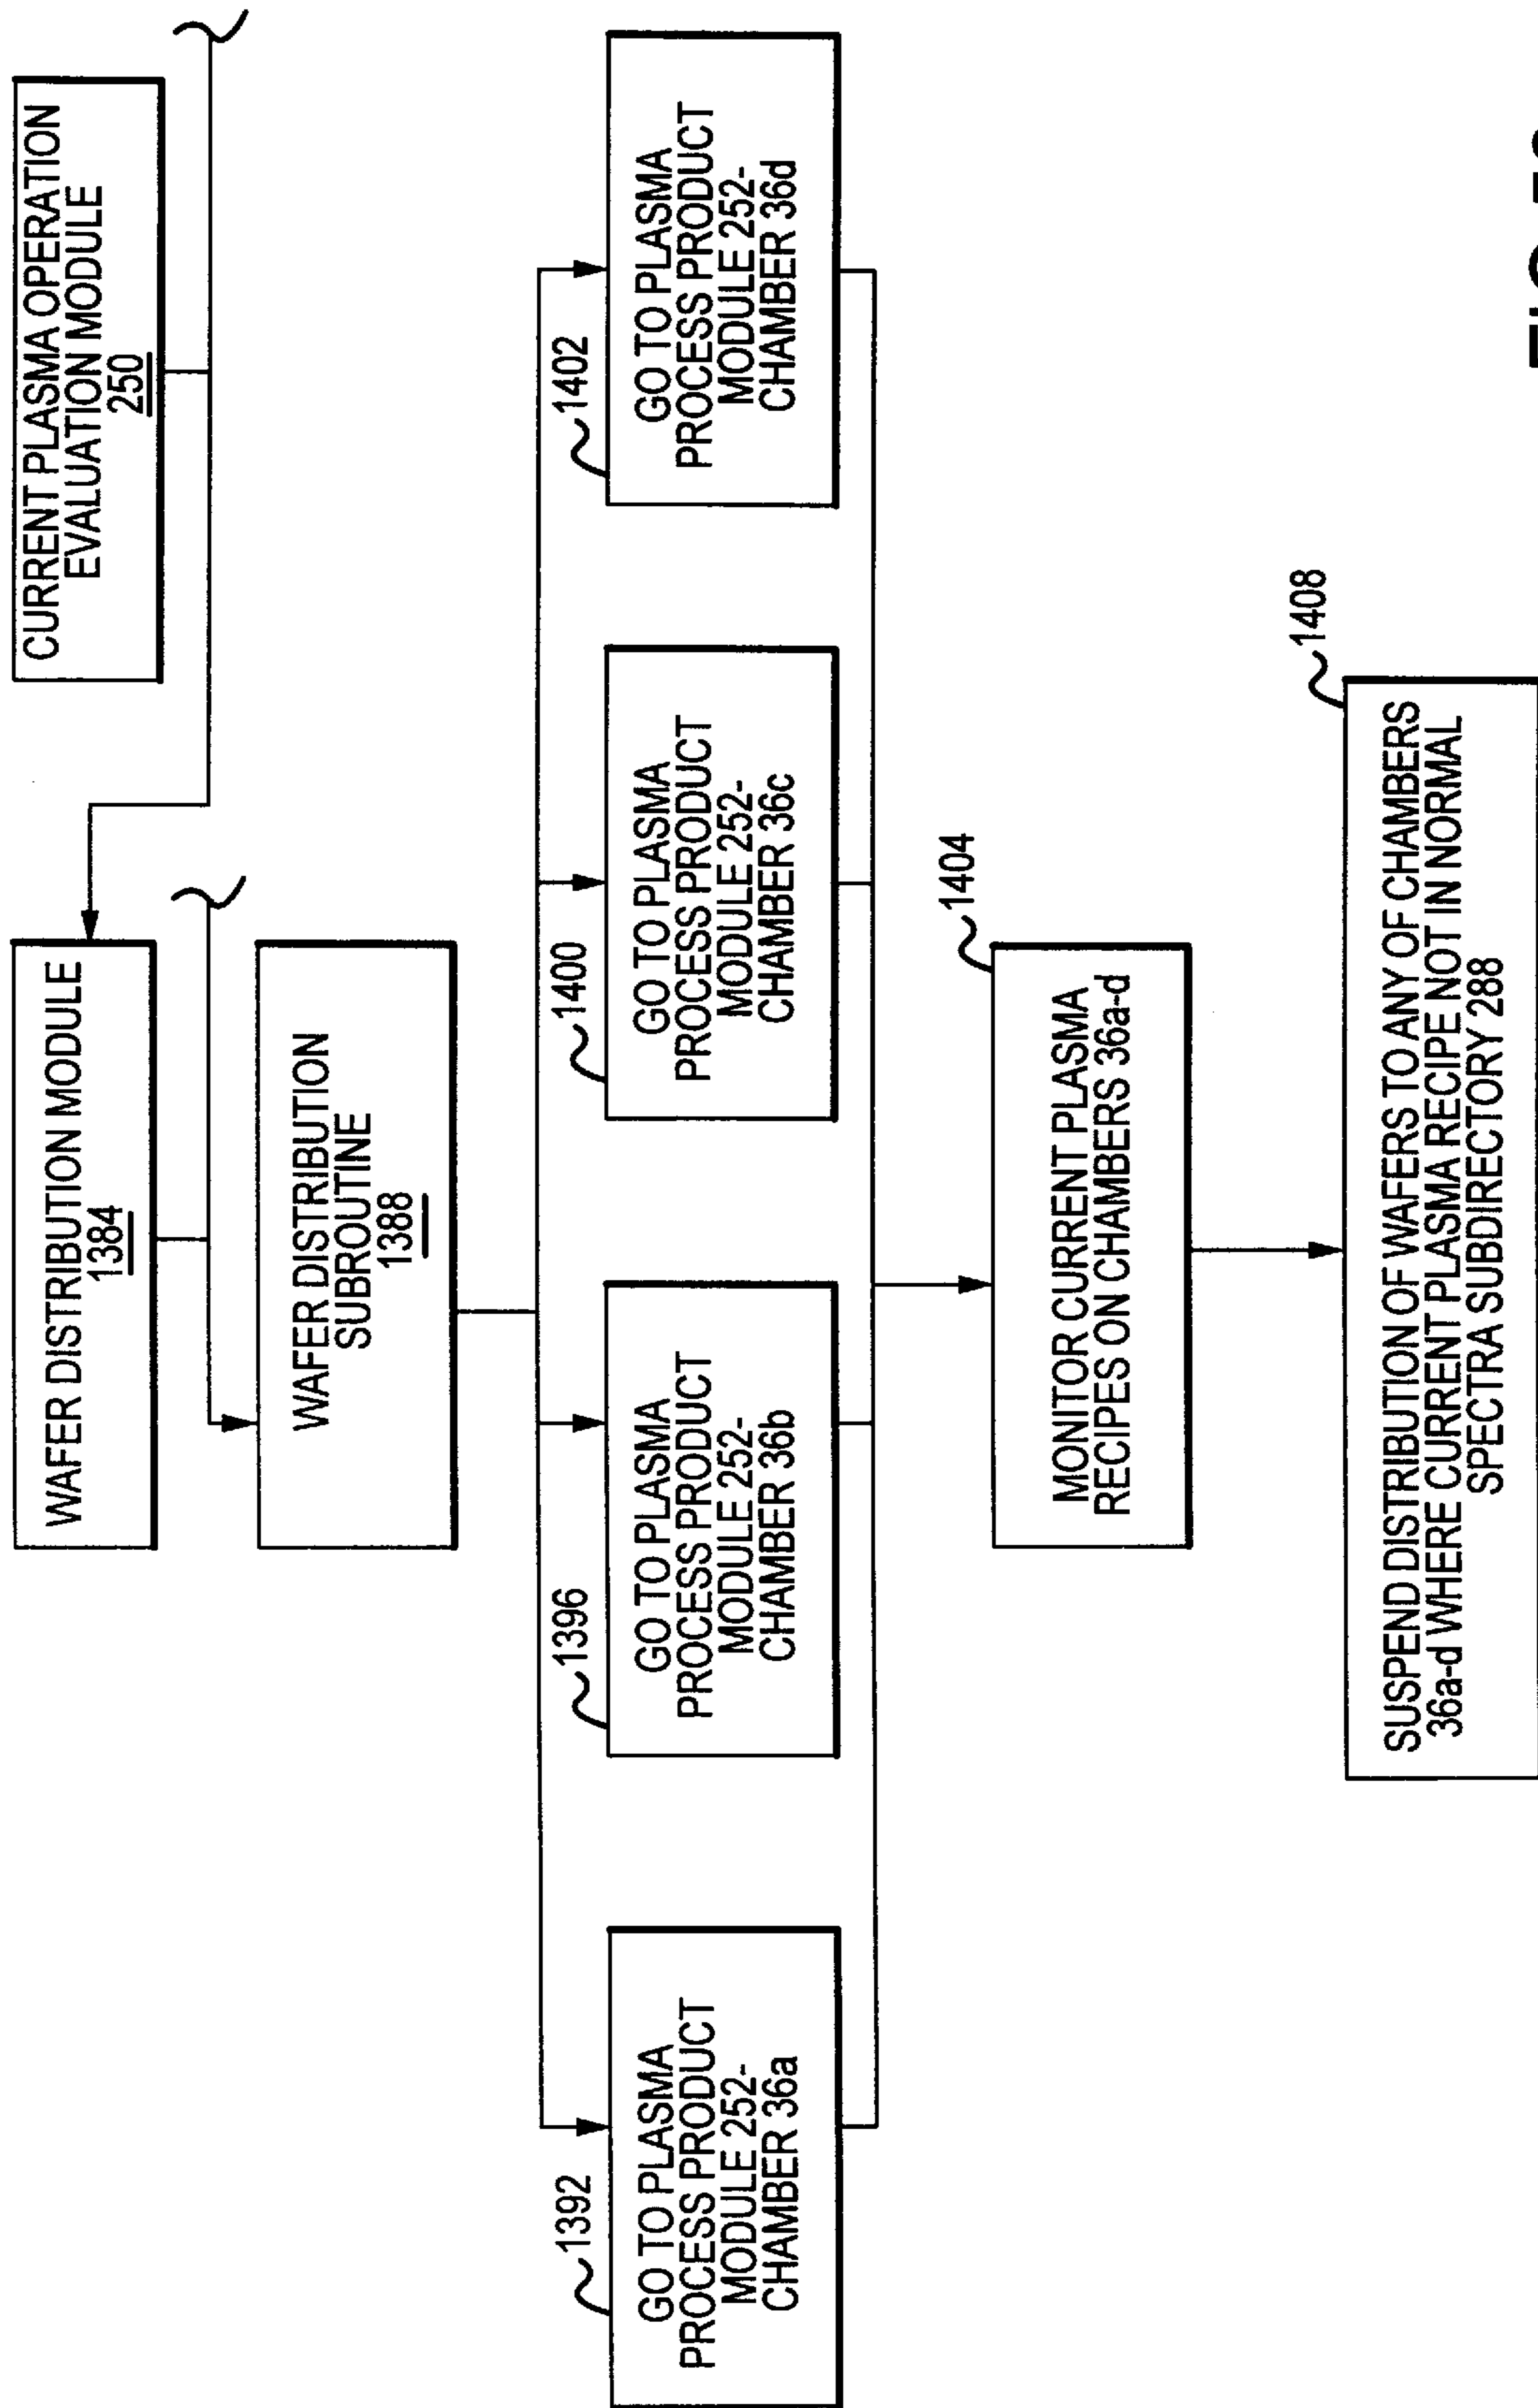 CURRENT PLASMA OPERATION
EVALUATION MODULE
250
WAFER DISTRIBUTION MODULE
1384
WAFER DISTRIBUTION
SUBROUTINE
1388
1392
GO TO PLASMA
PROCESS PRODUCT
MODULE 252-
CHAMBER 36a
1396
GO TO PLASMA
PROCESS PRODUCT
MODULE 252-
CHAMBER 36b
1400
GO TO PLASMA
PROCESS PRODUCT
MODULE 252-
CHAMBER 36c
1402
GO TO PLASMA
PROCESS PRODUCT
MODULE 252-
CHAMBER 36d
1404
MONITOR CURRENT PLASMA
RECIPES ON CHAMBERS 36a-d
1408
SUSPEND DISTRIBUTION OF WAFERS TO ANY OF CHAMBERS
36a-d WHERE CURRENT PLASMA RECIPE NOT IN NORMAL
SPECTRA SUBDIRECTORY 288